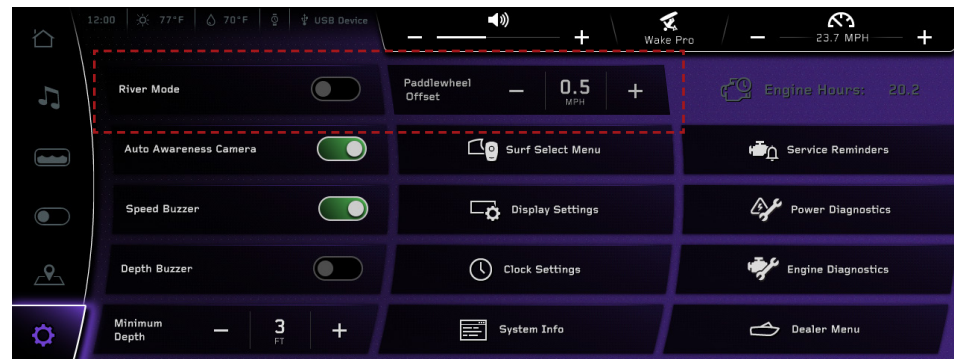 12:00 77°F 70°F USB Device
Wake Pro
23.7 MPH
River Mode
Paddlewheel
Offset
0.5
MPH
Engine Hours: 20.2
Auto Awareness Camera
Surf Select Menu
Service Reminders
Speed Buzzer
Display Settings
Power Diagnostics
Depth Buzzer
Clock Settings
Engine Diagnostics
Minimum
Depth
3
FT
System Info
Dealer Menu